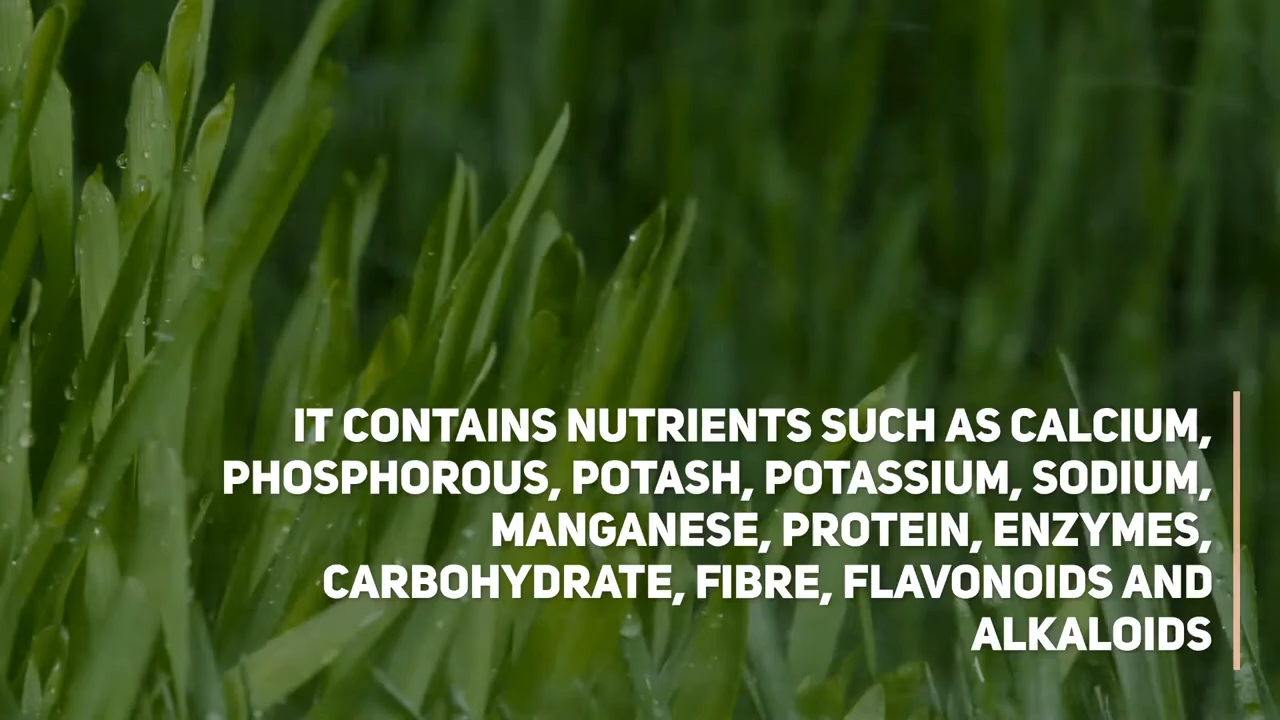 IT CONTAINS NUTRIENTS SUCH AS CALCIUM,
PHOSPHOROUS, POTASH, POTASSIUM, SODIUM,
MANGANESE, PROTEIN, ENZYMES,
CARBOHYDRATE, FIBRE, FLAVONOIDS AND
ALKALOIDS